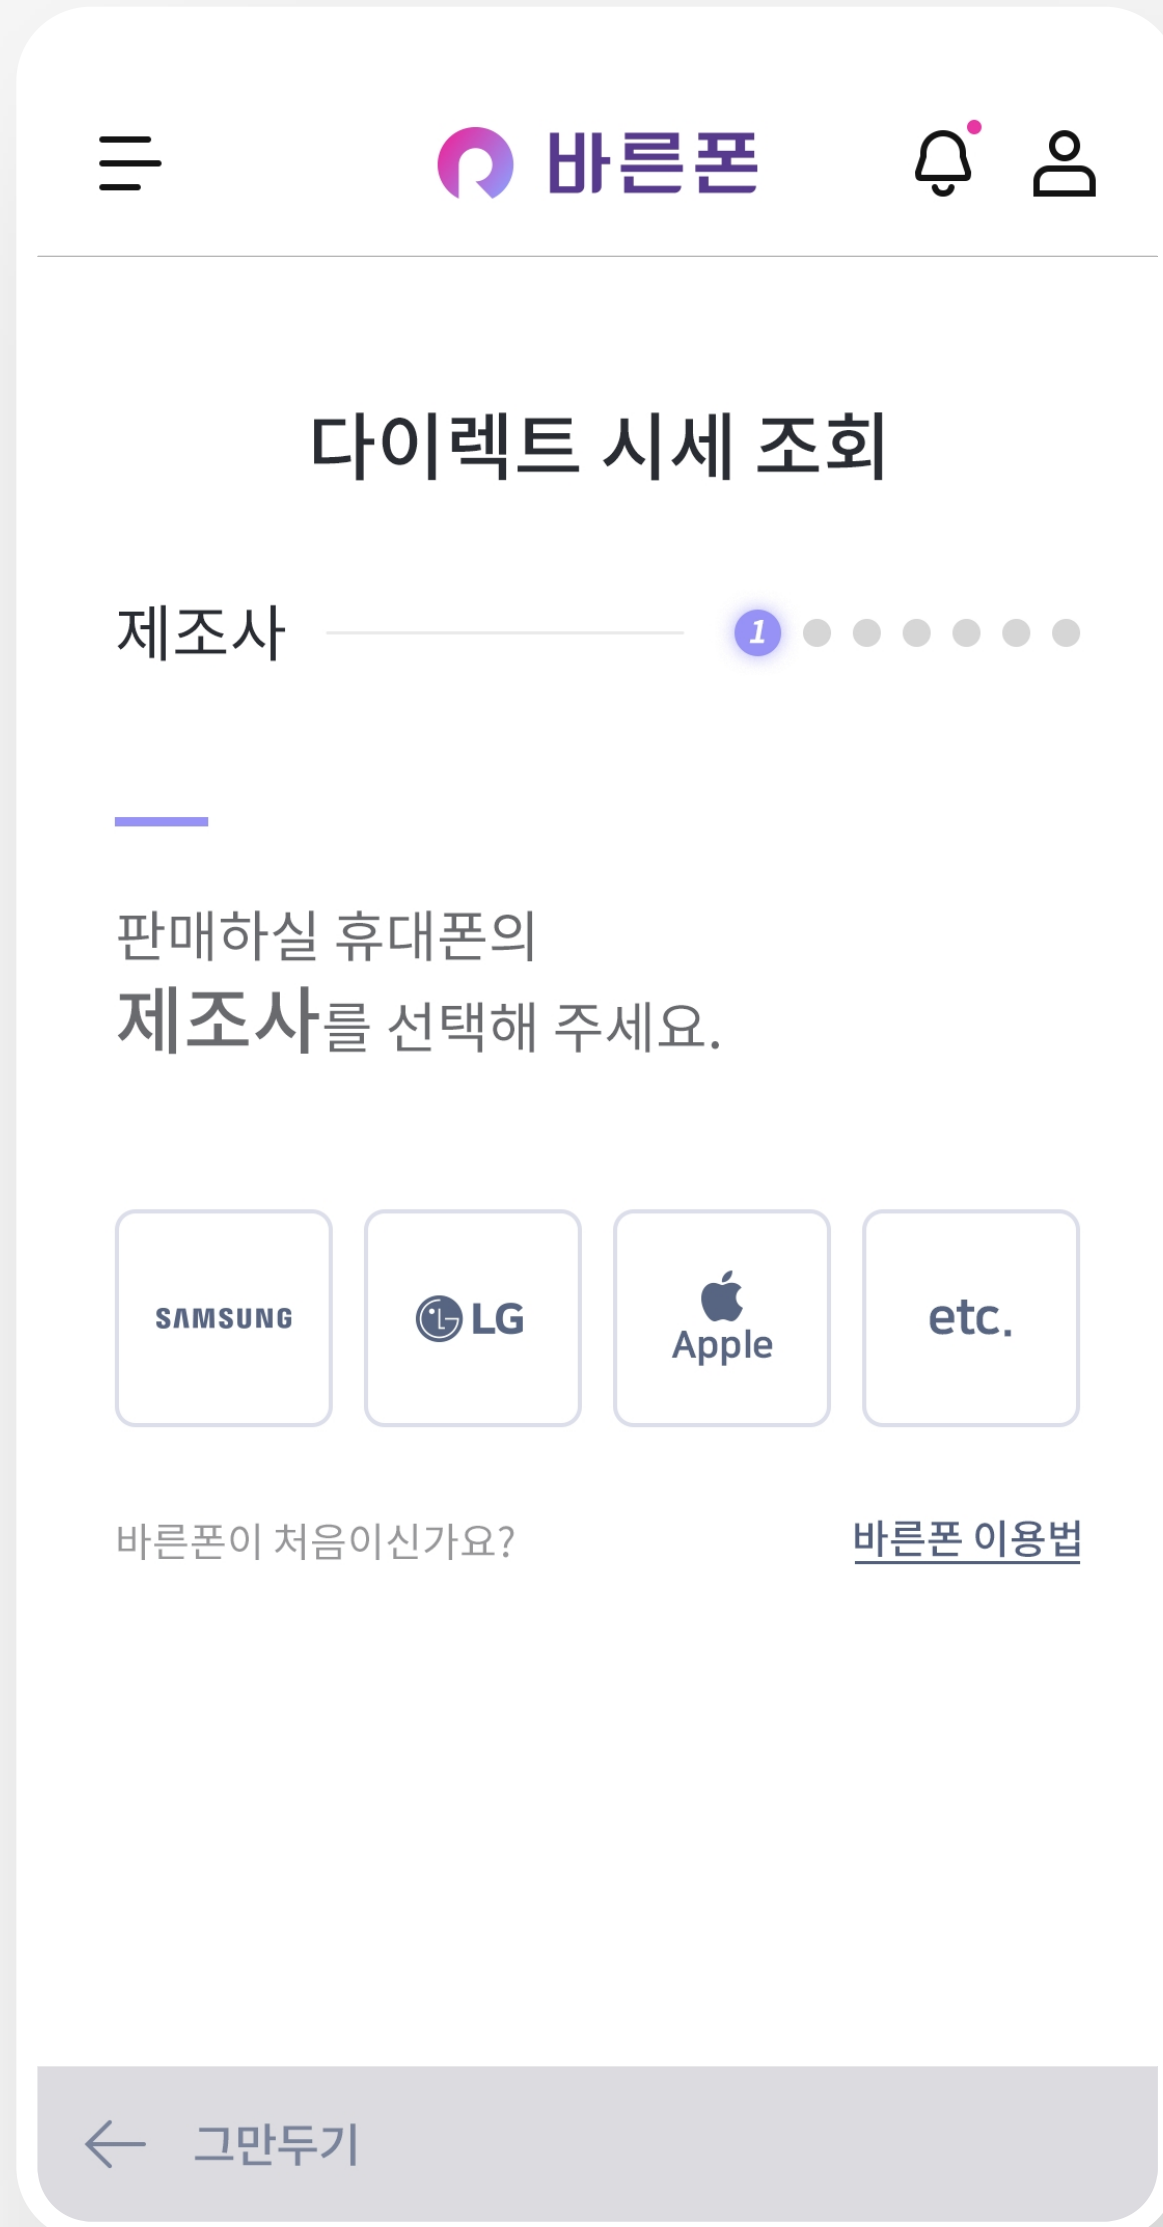 바른폰
다이렉트 시세 조회
제조사
1
판매하실 휴대폰의
제조사를 선택해 주세요.
SAMSUNG
LG
Apple
etc.
바른폰이 처음이신가요?
바른폰 이용법
그만두기